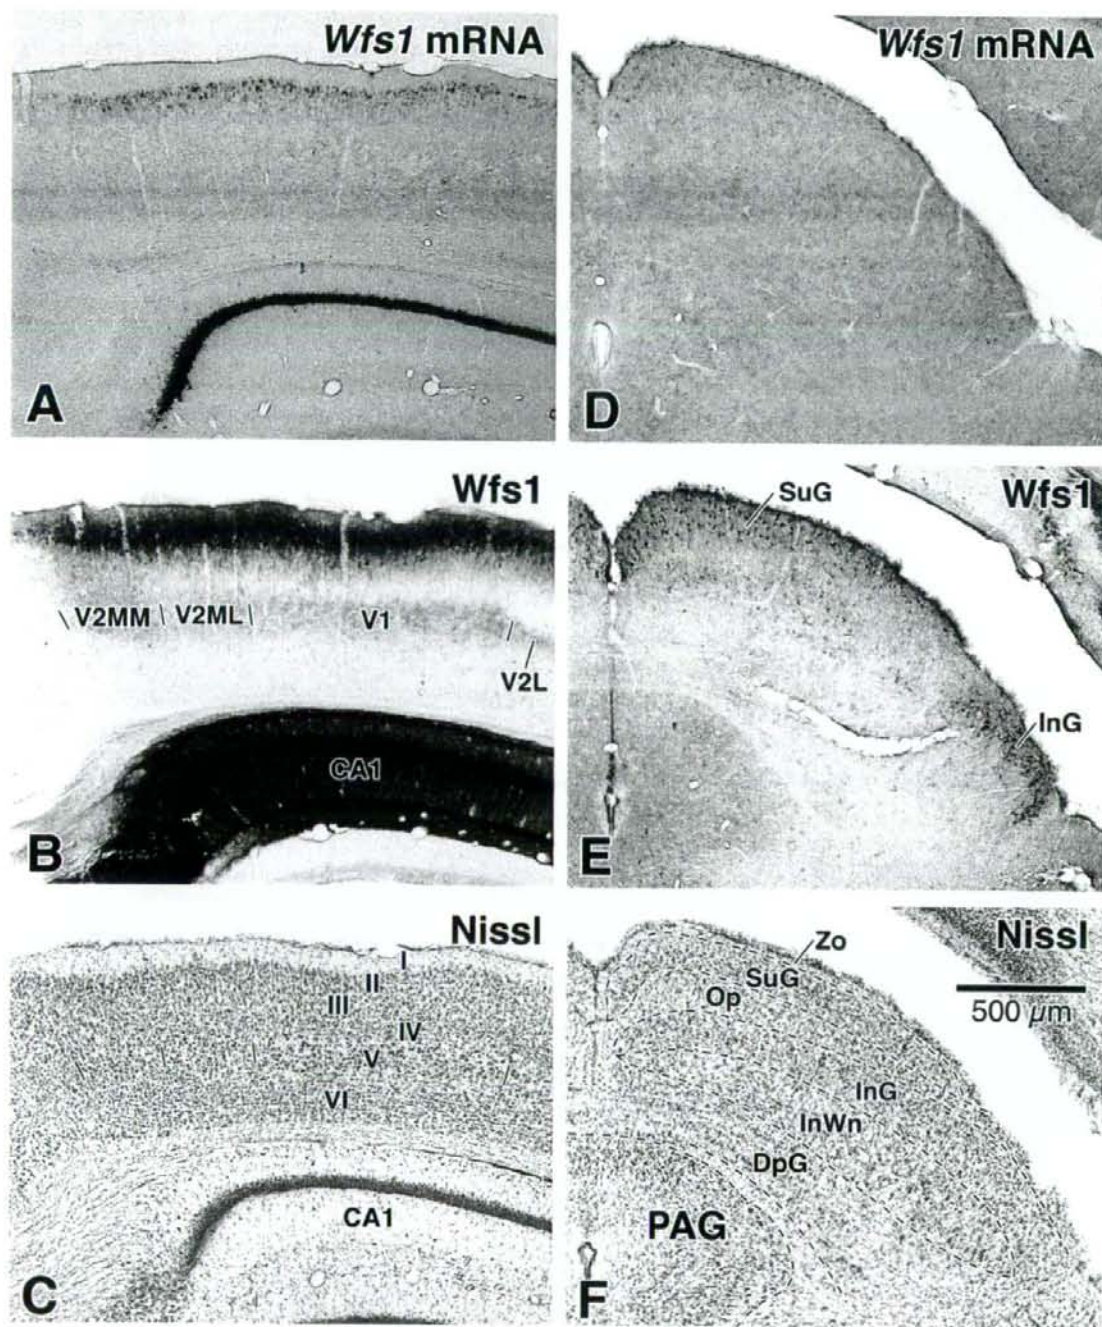 Wfs1 mRNA
A
Wfs1 mRNA
D
Wfs1
V2MM
V2ML
V1
V2L
CA1
B
Wfs1
SuG
InG
E
Nissl
I
II
III
IV
V
VI
CA1
C
Nissl
Zo
SuG
Op
500 µm
InG
InWn
DpG
PAG
F